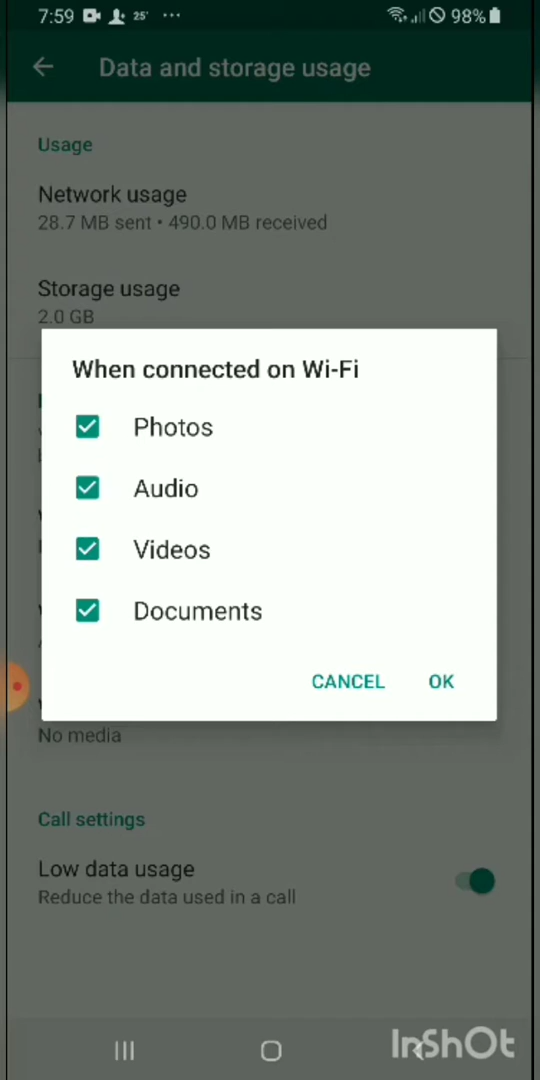 7:59 25° ... 98%
Data and storage usage
Usage
Network usage
28.7 MB sent • 490.0 MB received
Storage usage
2.0 GB
When connected on Wi-Fi
Photos
Audio
Videos
Documents
CANCEL OK
No media
Call settings
Low data usage
Reduce the data used in a call
InShOt